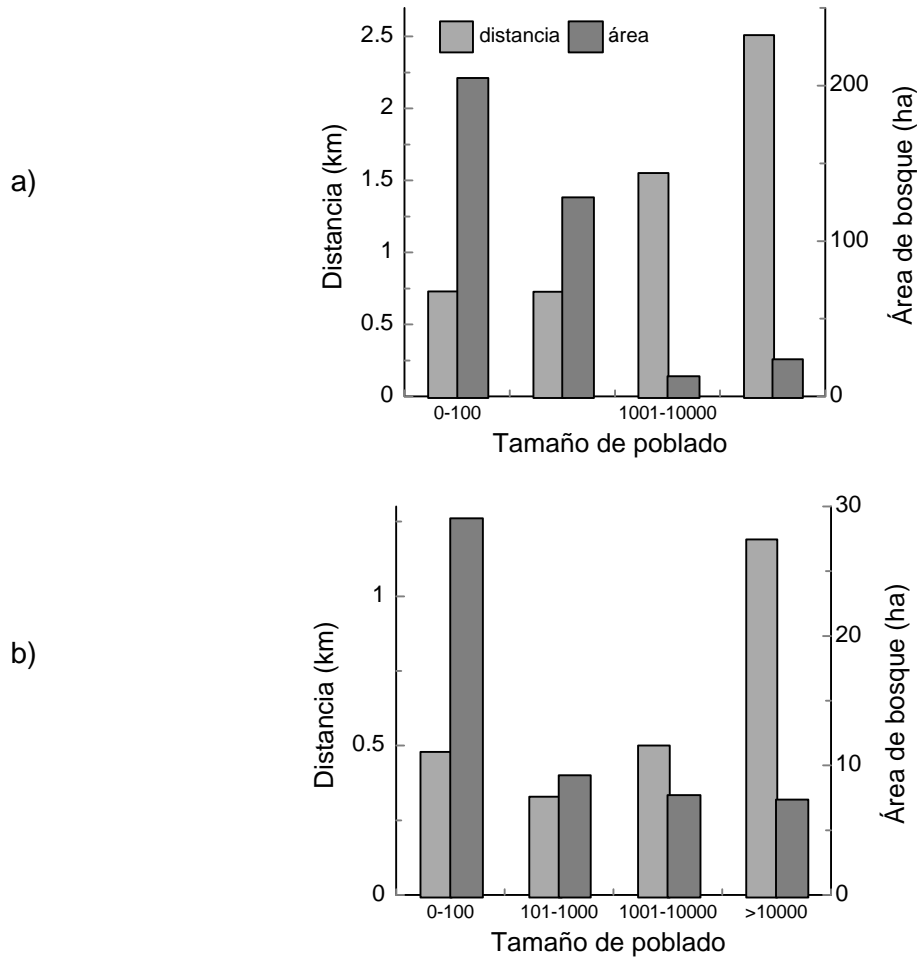 a)
distancia
área
Distancia (km)
2.5
2
1.5
1
0.5
0
Área de bosque (ha)
200
100
0
0-100
1001-10000
Tamaño de poblado
b)
Distancia (km)
1
0.5
0
Área de bosque (ha)
30
20
10
0
0-100
101-1000
1001-10000
>10000
Tamaño de poblado